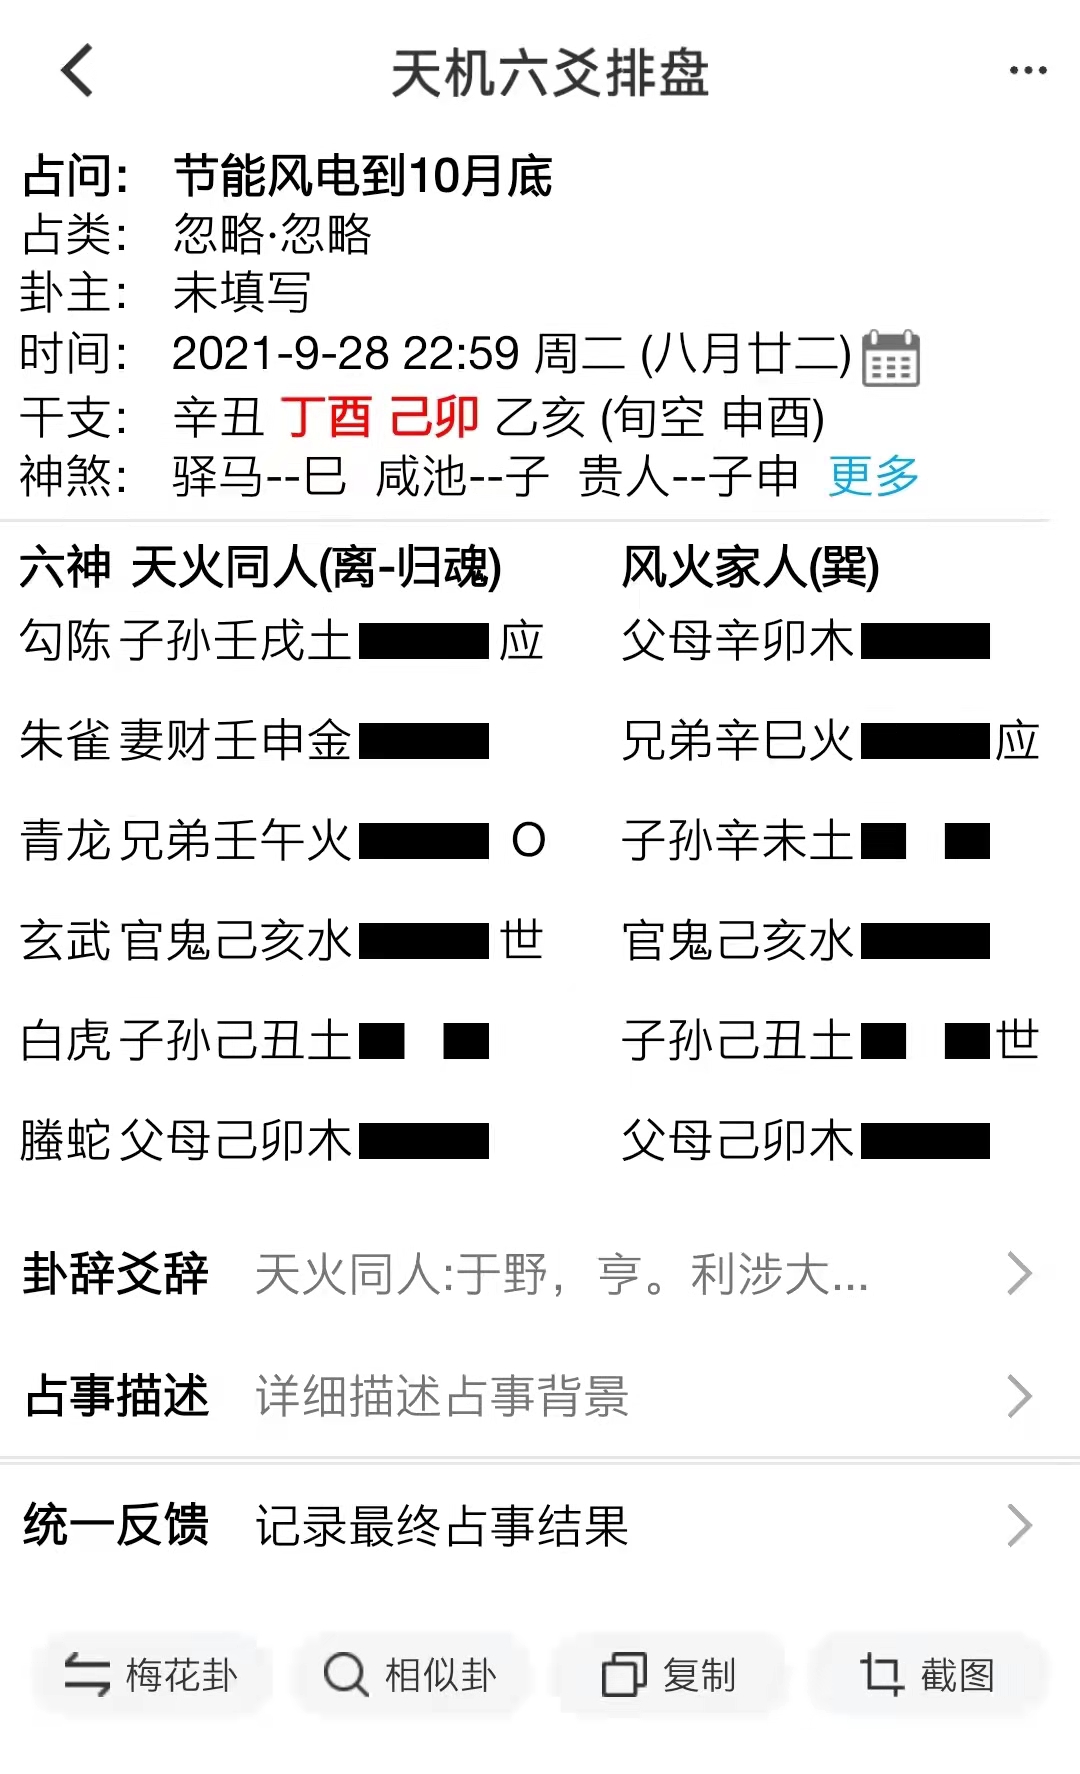 天机六爻排盘
占问： 节能风电到10月底
占类： 忽略·忽略
卦主： 未填写
时间： 2021-9-28 22:59 周二 (八月廿二)
干支： 辛丑 丁酉 己卯 乙亥 (旬空 申酉)
神煞： 驿马--巳 咸池--子 贵人--子申 更多
六神 天火同人(离-归魂) 风火家人(巽)
勾陈 子孙壬戌土 应 父母辛卯木
朱雀 妻财壬申金 兄弟辛巳火 应
青龙 兄弟壬午火 O 子孙辛未土
玄武 官鬼己亥水 世 官鬼己亥水
白虎 子孙己丑土 子孙己丑土 世
螣蛇 父母己卯木 父母己卯木
卦辞爻辞 天火同人:于野，亨。利涉大...
占事描述 详细描述占事背景
统一反馈 记录最终占事结果
梅花卦 相似卦 复制 截图